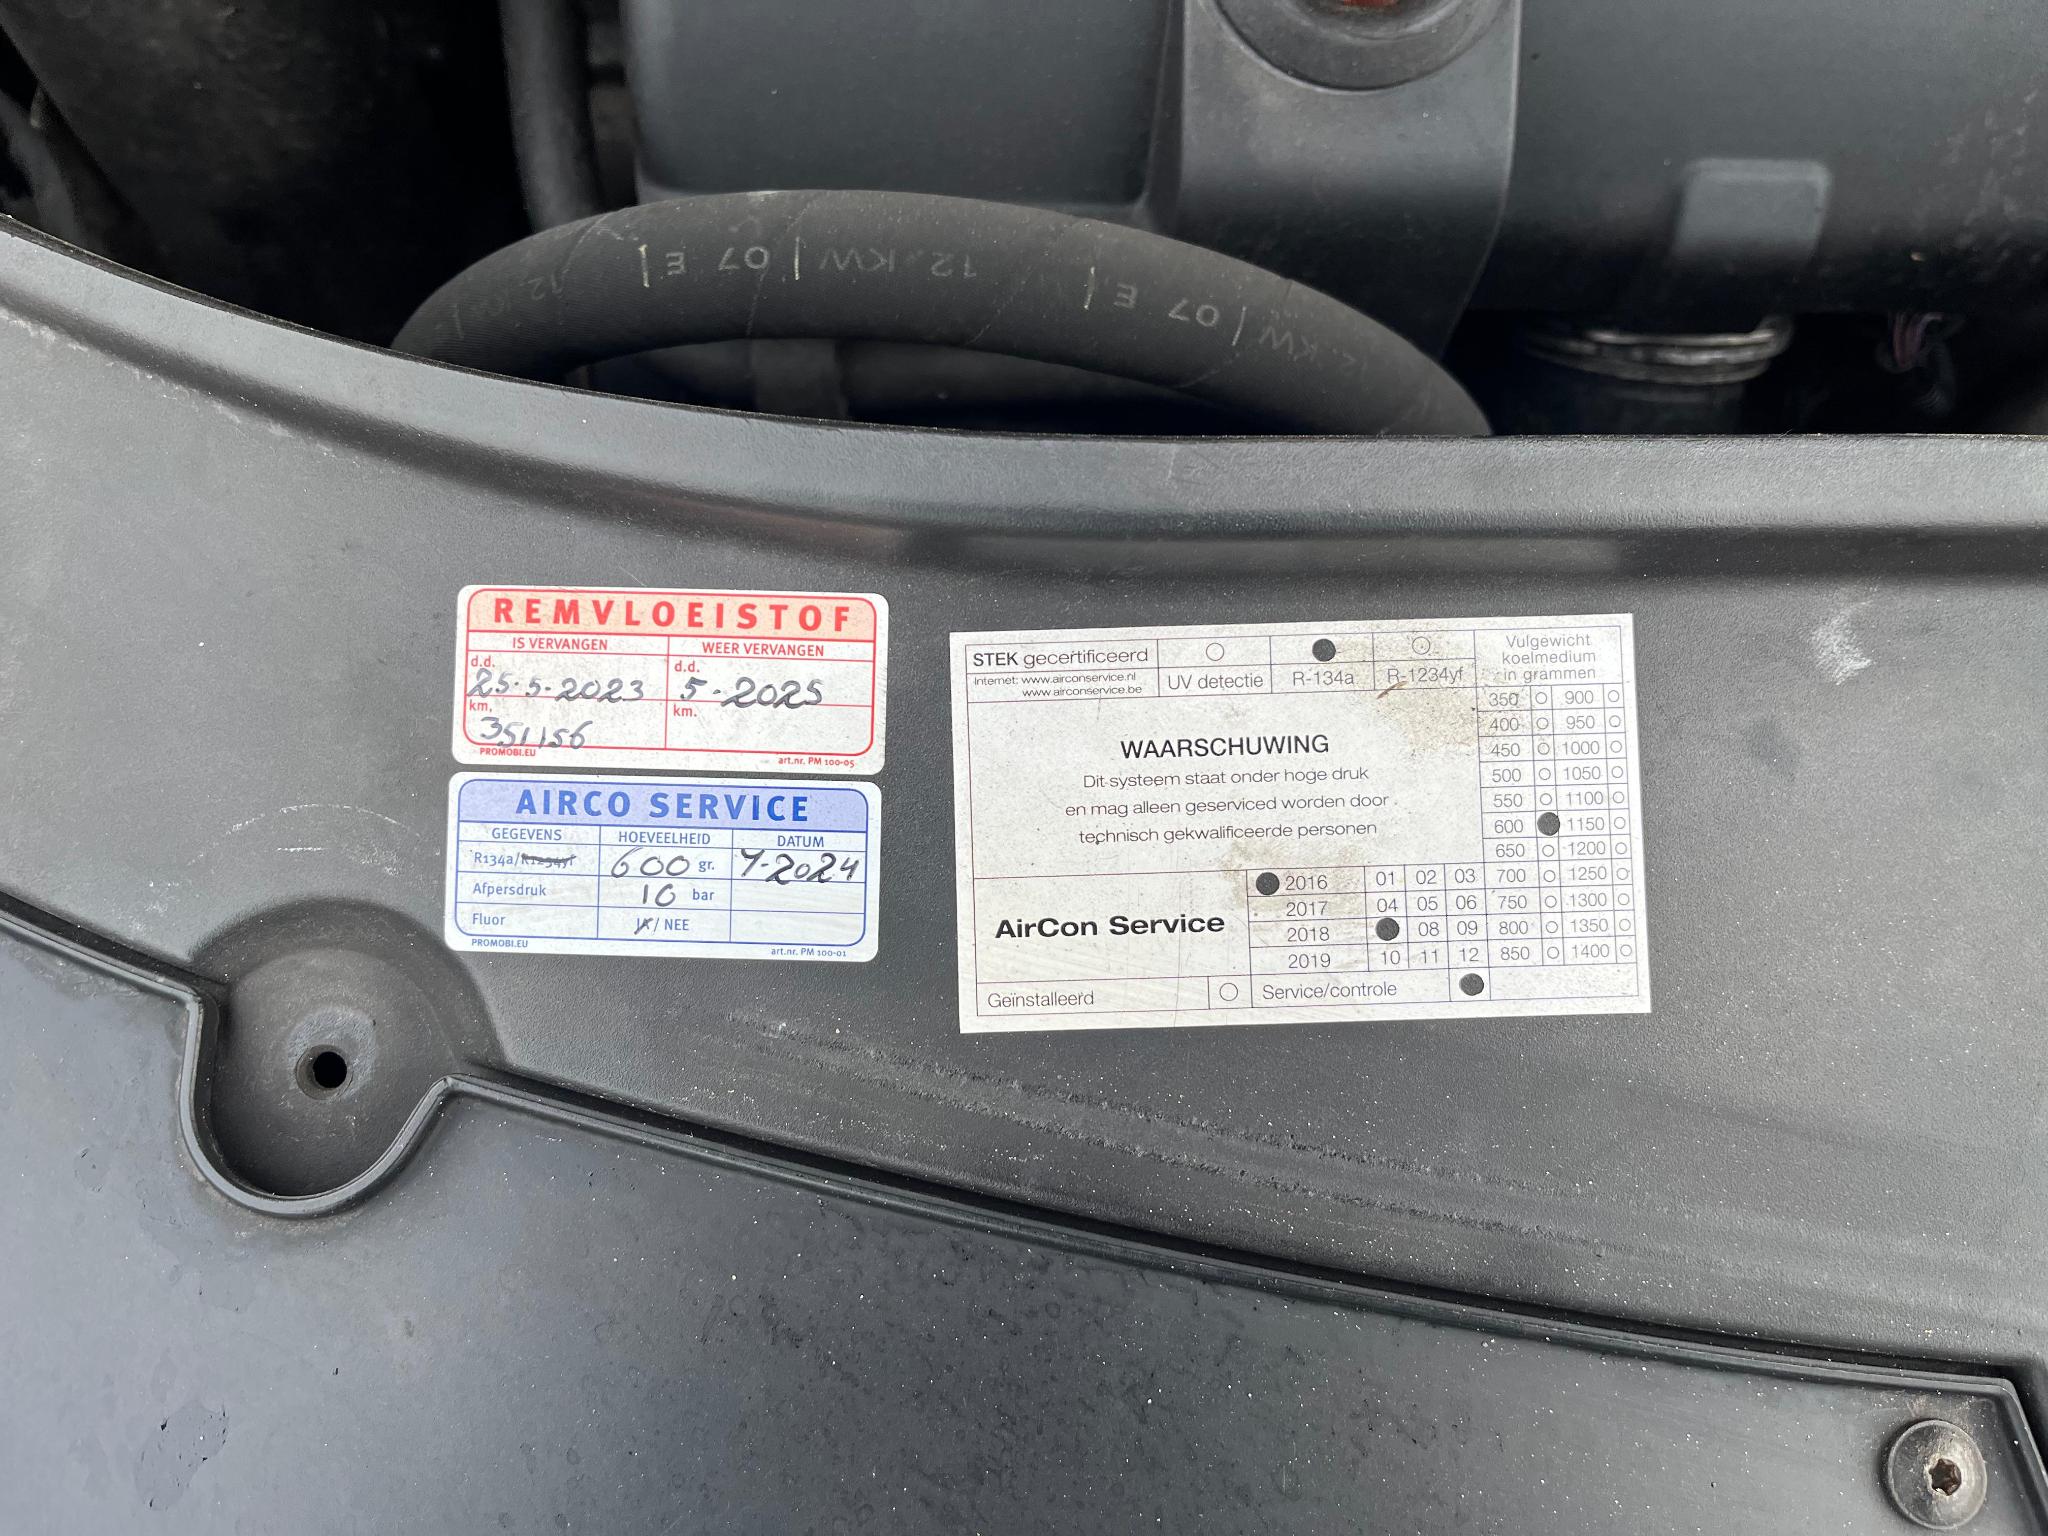 12.KW
| 07 E |
12.KW | 07 E |
12.KW
REMVLOEISTOF
IS VERVANGEN WEER VERVANGEN
d.d. d.d.
25-5-2023 5-2025
km. km.
351156
PROMOBI.EU art.nr. PM 100-05
AIRCO SERVICE
GEGEVENS HOEVEELHEID DATUM
R134a/R1234yf 600 gr. 7-2024
Afpersdruk 10 bar
Fluor JA/ NEE
PROMOBI.EU art.nr. PM 100-01
STEK gecertificeerd
Internet: www.airconservice.nl
www.airconservice.be
UV detectie R-134a R-1234yf
Vulgewicht
koelmedium
in grammen
WAARSCHUWING
Dit systeem staat onder hoge druk
en mag alleen geserviced worden door
technisch gekwalificeerde personen
350 900
400 950
450 1000
500 1050
550 1100
600 1150
650 1200
700 1250
750 1300
800 1350
850 1400
AirCon Service
2016 01 02 03
2017 04 05 06
2018 08 09
2019 10 11 12
Geïnstalleerd Service/controle